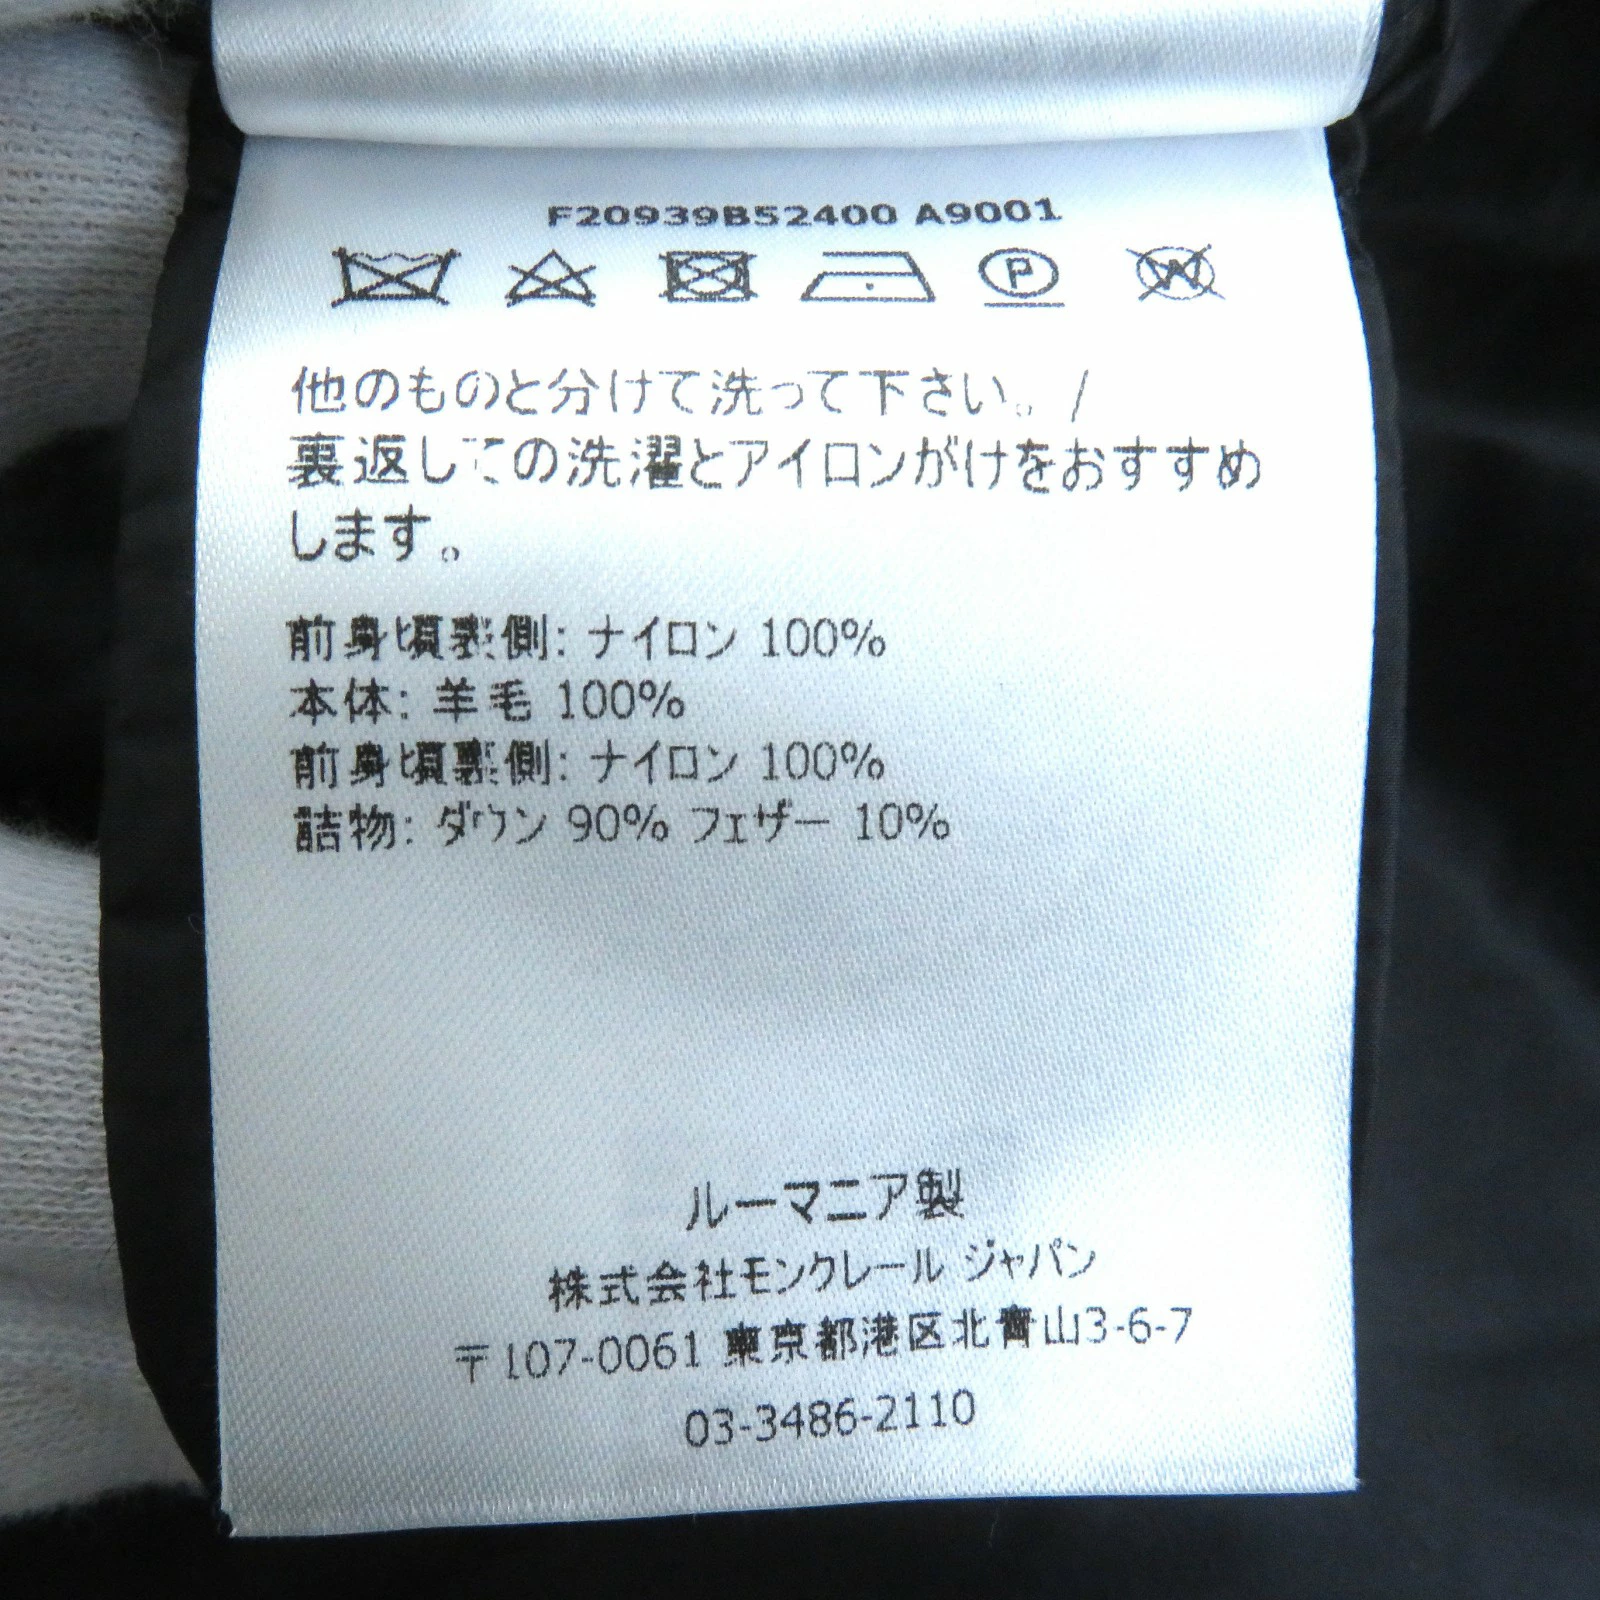 F20939B52400 A9001
P
W
他のものと分けて洗って下さい。/
裏返しての洗濯とアイロンがけをおすすめ
します。
前身頃裏側: ナイロン 100%
本体: 羊毛 100%
前身頃裏側: ナイロン 100%
詰物: ダウン 90% フェザー 10%
ルーマニア製
株式会社モンクレール ジャパン
〒107-0061 東京都港区北青山3-6-7
03-3486-2110